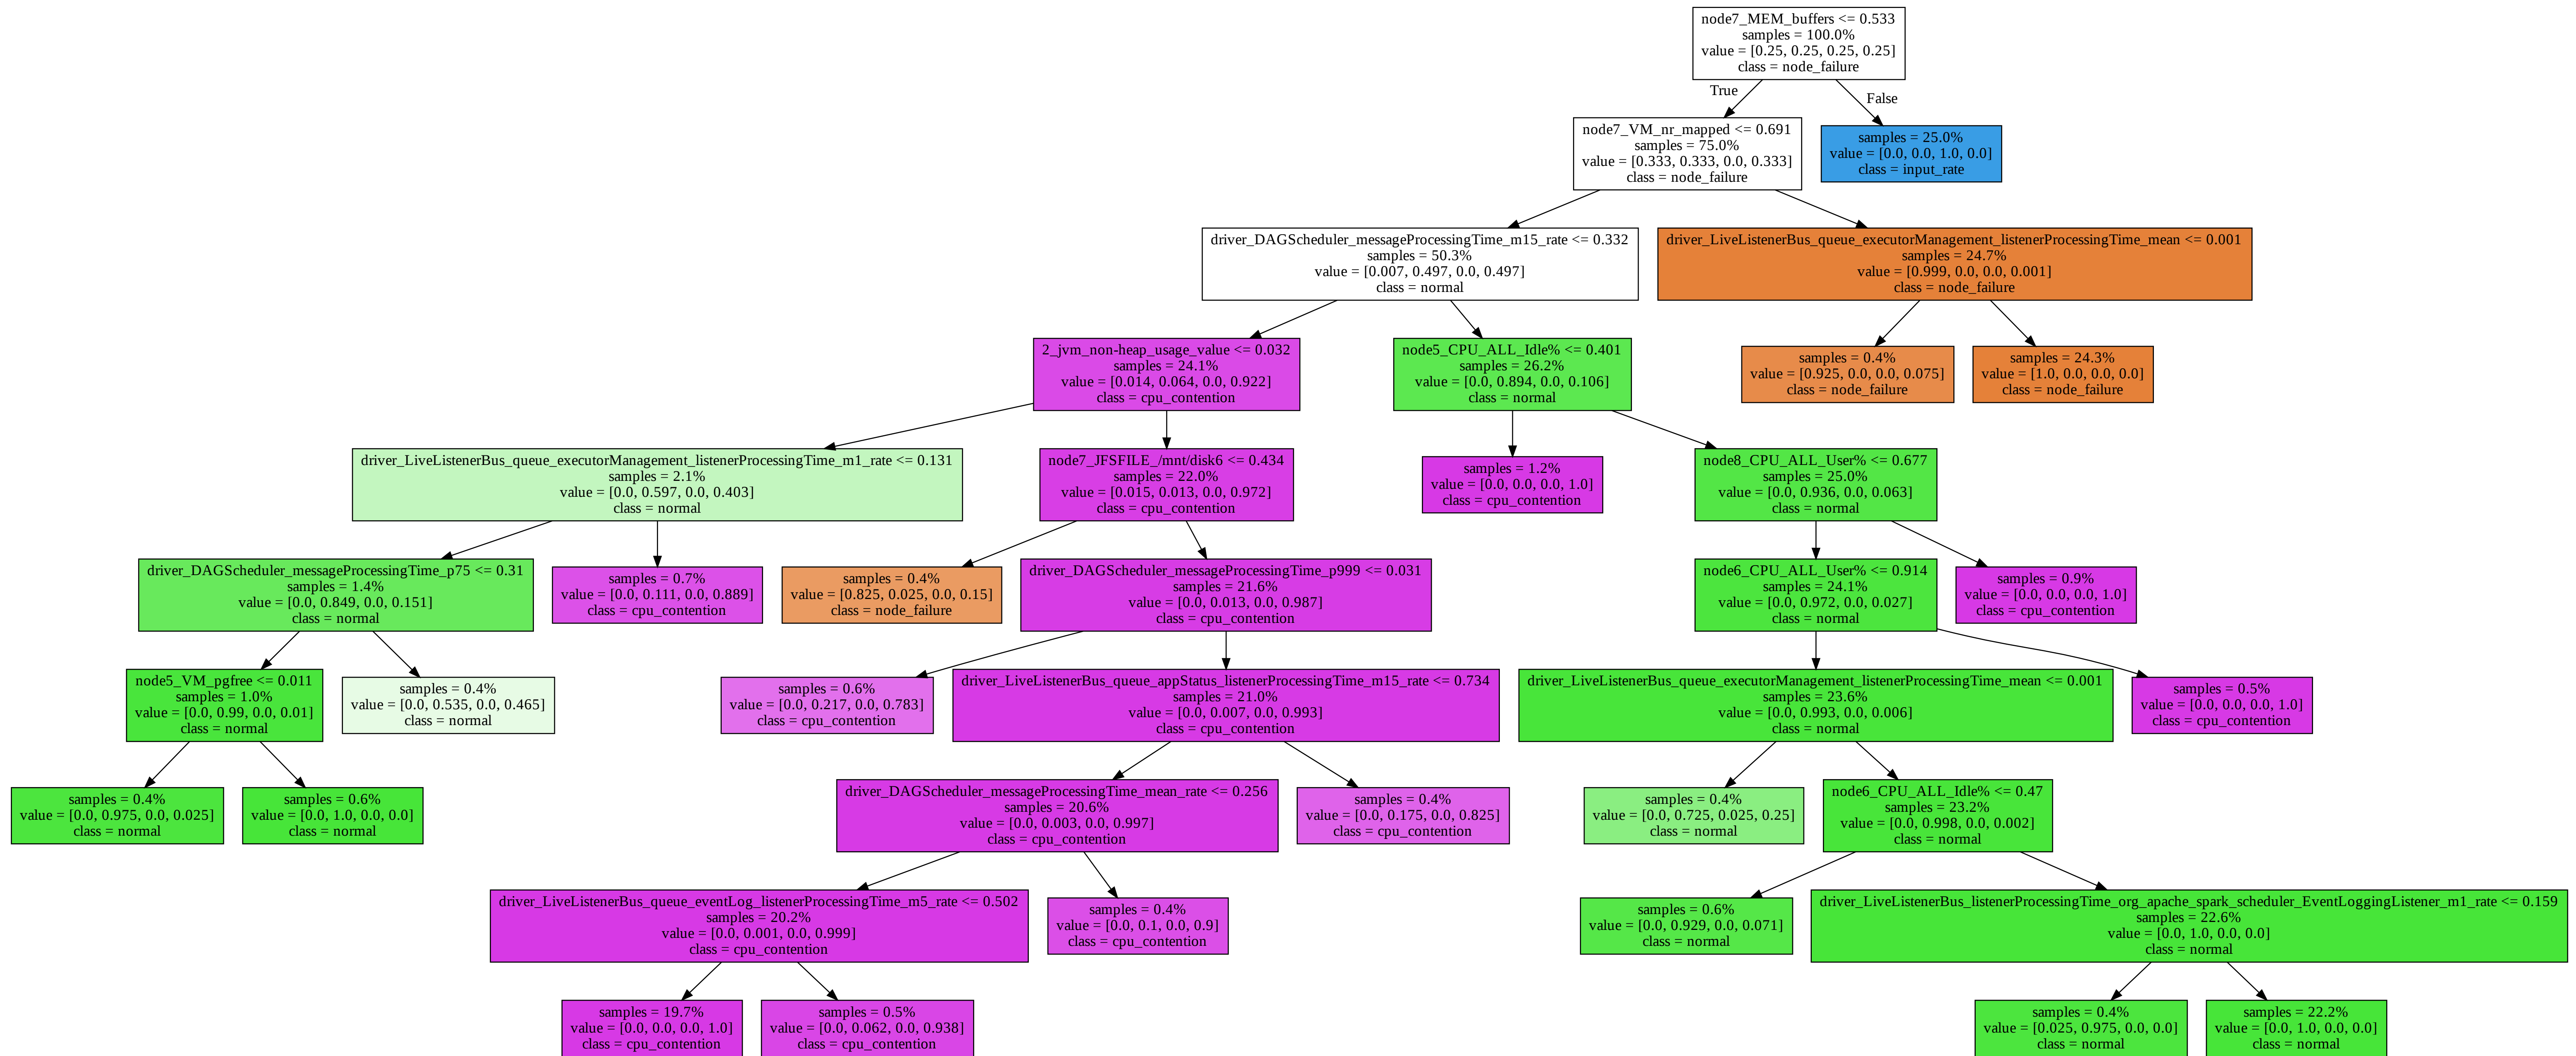 node7_MEM_buffers <= 0.533
samples = 100.0%
value = [0.25, 0.25, 0.25, 0.25]
class = node_failure
True
False
node7_VM_nr_mapped <= 0.691
samples = 75.0%
value = [0.333, 0.333, 0.0, 0.333]
class = node_failure
samples = 25.0%
value = [0.0, 0.0, 1.0, 0.0]
class = input_rate
driver_DAGScheduler_messageProcessingTime_m15_rate <= 0.332
samples = 50.3%
value = [0.007, 0.497, 0.0, 0.497]
class = normal
driver_LiveListenerBus_queue_executorManagement_listenerProcessingTime_mean <= 0.001
samples = 24.7%
value = [0.999, 0.0, 0.0, 0.001]
class = node_failure
2_jvm_non-heap_usage_value <= 0.032
samples = 24.1%
value = [0.014, 0.064, 0.0, 0.922]
class = cpu_contention
node5_CPU_ALL_Idle% <= 0.401
samples = 26.2%
value = [0.0, 0.894, 0.0, 0.106]
class = normal
samples = 0.4%
value = [0.925, 0.0, 0.0, 0.075]
class = node_failure
samples = 24.3%
value = [1.0, 0.0, 0.0, 0.0]
class = node_failure
driver_LiveListenerBus_queue_executorManagement_listenerProcessingTime_m1_rate <= 0.131
samples = 2.1%
value = [0.0, 0.597, 0.0, 0.403]
class = normal
node7_JFSFILE_/mnt/disk6 <= 0.434
samples = 22.0%
value = [0.015, 0.013, 0.0, 0.972]
class = cpu_contention
samples = 1.2%
value = [0.0, 0.0, 0.0, 1.0]
class = cpu_contention
node8_CPU_ALL_User% <= 0.677
samples = 25.0%
value = [0.0, 0.936, 0.0, 0.063]
class = normal
driver_DAGScheduler_messageProcessingTime_p75 <= 0.31
samples = 1.4%
value = [0.0, 0.849, 0.0, 0.151]
class = normal
samples = 0.7%
value = [0.0, 0.111, 0.0, 0.889]
class = cpu_contention
samples = 0.4%
value = [0.825, 0.025, 0.0, 0.15]
class = node_failure
driver_DAGScheduler_messageProcessingTime_p999 <= 0.031
samples = 21.6%
value = [0.0, 0.013, 0.0, 0.987]
class = cpu_contention
node6_CPU_ALL_User% <= 0.914
samples = 24.1%
value = [0.0, 0.972, 0.0, 0.027]
class = normal
samples = 0.9%
value = [0.0, 0.0, 0.0, 1.0]
class = cpu_contention
node5_VM_pgfree <= 0.011
samples = 1.0%
value = [0.0, 0.99, 0.0, 0.01]
class = normal
samples = 0.4%
value = [0.0, 0.535, 0.0, 0.465]
class = normal
samples = 0.6%
value = [0.0, 0.217, 0.0, 0.783]
class = cpu_contention
driver_LiveListenerBus_queue_appStatus_listenerProcessingTime_m15_rate <= 0.734
samples = 21.0%
value = [0.0, 0.007, 0.0, 0.993]
class = cpu_contention
driver_LiveListenerBus_queue_executorManagement_listenerProcessingTime_mean <= 0.001
samples = 23.6%
value = [0.0, 0.993, 0.0, 0.006]
class = normal
samples = 0.5%
value = [0.0, 0.0, 0.0, 1.0]
class = cpu_contention
samples = 0.4%
value = [0.0, 0.975, 0.0, 0.025]
class = normal
samples = 0.6%
value = [0.0, 1.0, 0.0, 0.0]
class = normal
driver_DAGScheduler_messageProcessingTime_mean_rate <= 0.256
samples = 20.6%
value = [0.0, 0.003, 0.0, 0.997]
class = cpu_contention
samples = 0.4%
value = [0.0, 0.175, 0.0, 0.825]
class = cpu_contention
samples = 0.4%
value = [0.0, 0.725, 0.025, 0.25]
class = normal
node6_CPU_ALL_Idle% <= 0.47
samples = 23.2%
value = [0.0, 0.998, 0.0, 0.002]
class = normal
driver_LiveListenerBus_queue_eventLog_listenerProcessingTime_m5_rate <= 0.502
samples = 20.2%
value = [0.0, 0.001, 0.0, 0.999]
class = cpu_contention
samples = 0.4%
value = [0.0, 0.1, 0.0, 0.9]
class = cpu_contention
samples = 0.6%
value = [0.0, 0.929, 0.0, 0.071]
class = normal
driver_LiveListenerBus_listenerProcessingTime_org_apache_spark_scheduler_EventLoggingListener_m1_rate <= 0.159
samples = 22.6%
value = [0.0, 1.0, 0.0, 0.0]
class = normal
samples = 19.7%
value = [0.0, 0.0, 0.0, 1.0]
class = cpu_contention
samples = 0.5%
value = [0.0, 0.062, 0.0, 0.938]
class = cpu_contention
samples = 0.4%
value = [0.025, 0.975, 0.0, 0.0]
class = normal
samples = 22.2%
value = [0.0, 1.0, 0.0, 0.0]
class = normal